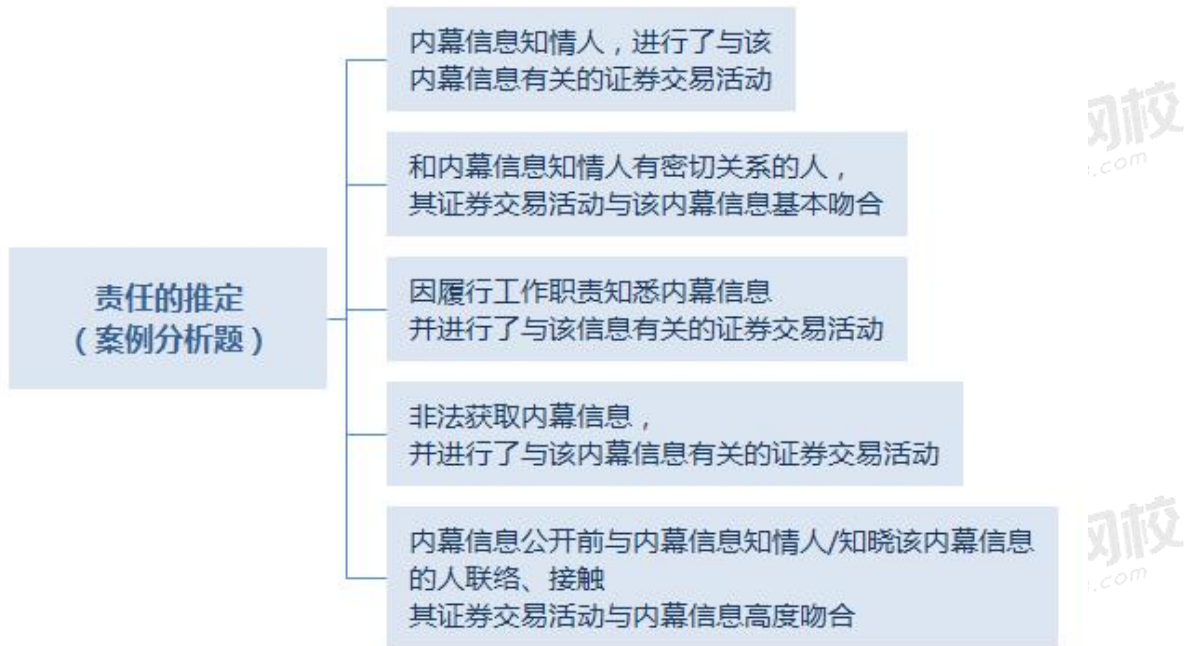 内幕信息知情人，进行了与该
内幕信息有关的证券交易活动
和内幕信息知情人有密切关系的人，
其证券交易活动与该内幕信息基本吻合
责任的推定
（案例分析题）
因履行工作职责知悉内幕信息
并进行了与该信息有关的证券交易活动
非法获取内幕信息，
并进行了与该内幕信息有关的证券交易活动
内幕信息公开前与内幕信息知情人/知晓该内幕信息
的人联络、接触
其证券交易活动与内幕信息高度吻合
网校
.com
网校
.com